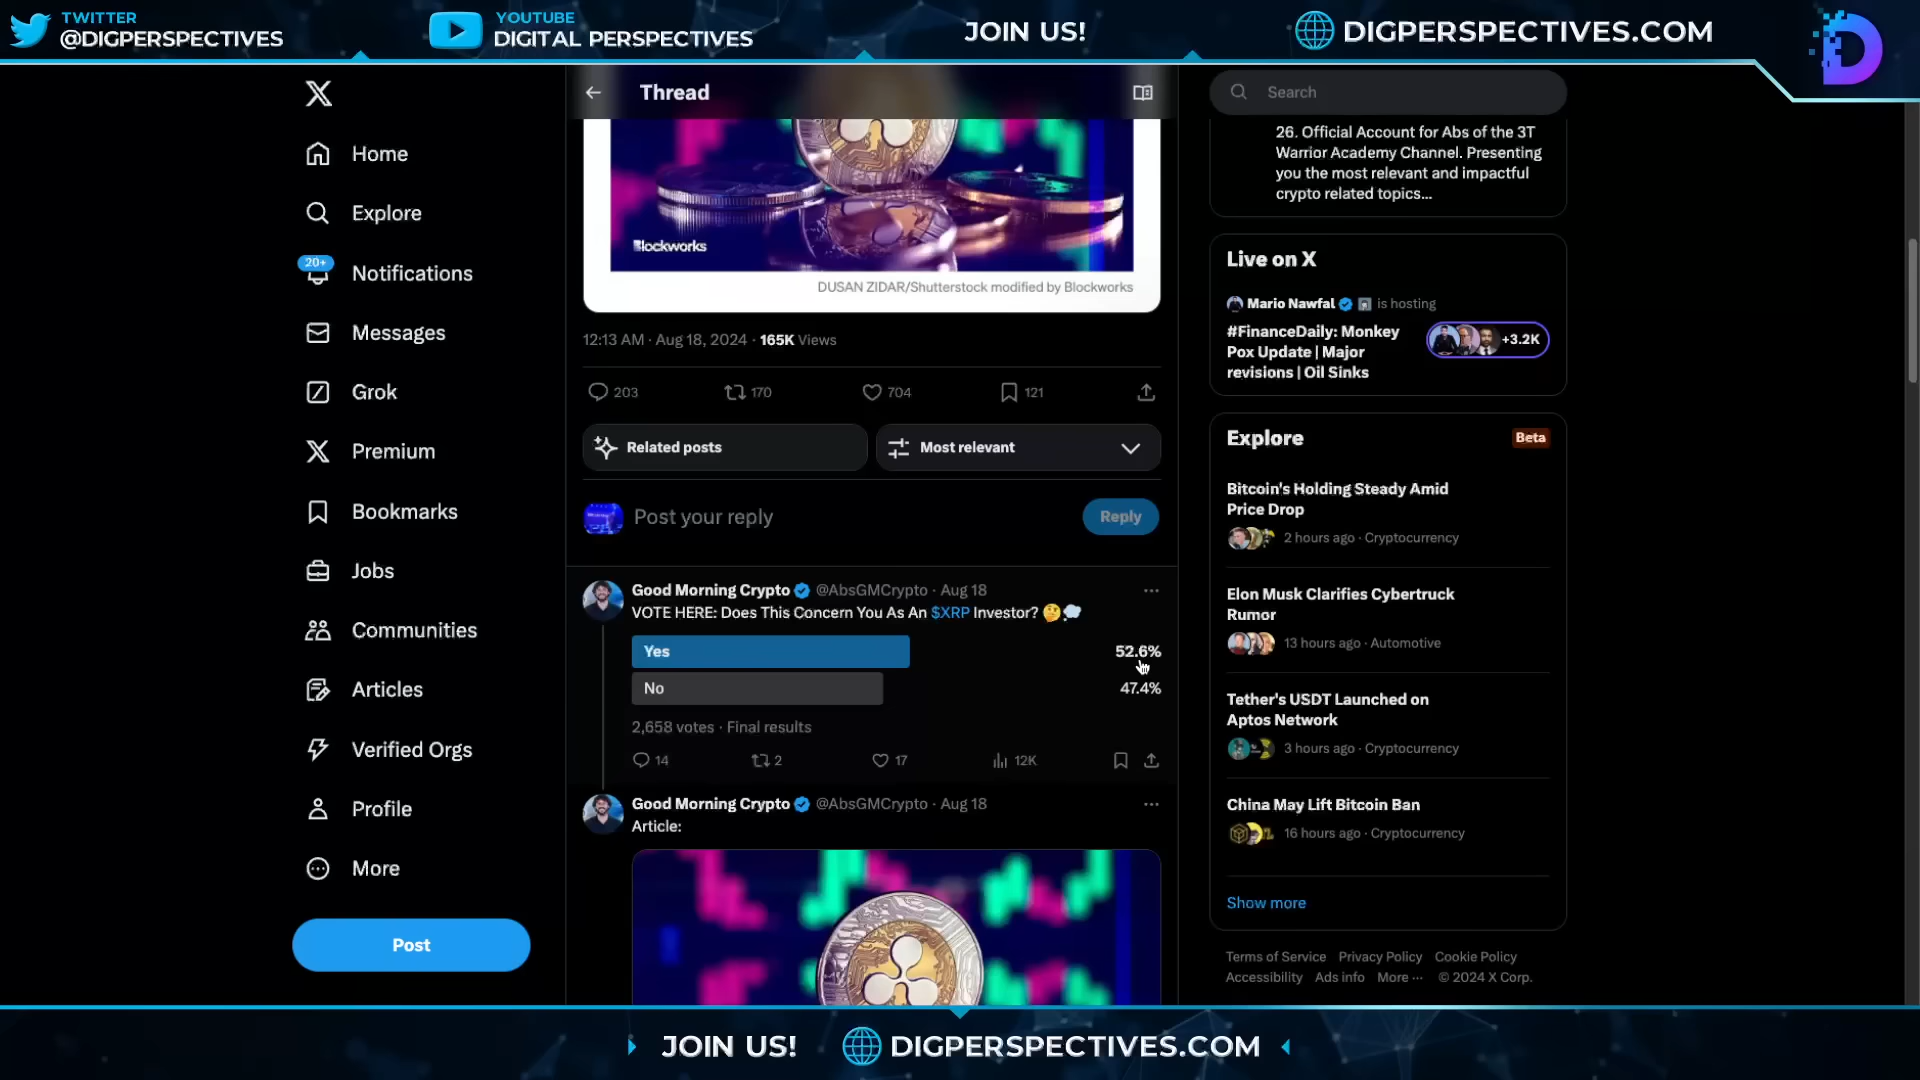 TWITTER
@DIGPERSPECTIVES
YOUTUBE
DIGITAL PERSPECTIVES
JOIN US!
DIGPERSPECTIVES.COM
Home
Explore
20+
Notifications
Messages
Grok
Premium
Bookmarks
Jobs
Communities
Articles
Verified Orgs
Profile
More
Post
Thread
Blockworks
DUSAN ZIDAR/Shutterstock modified by Blockworks
12:13 AM · Aug 18, 2024 · 165K Views
203 170 704 121
Related posts
Most relevant
Post your reply
Reply
Good Morning Crypto @AbsGMCrypto · Aug 18 ···
VOTE HERE: Does This Concern You As An $XRP Investor? 🤔💭
Yes 52.6%
No 47.4%
2,658 votes · Final results
14 2 17 12K
Good Morning Crypto @AbsGMCrypto · Aug 18 ···
Article:
Search
26. Official Account for Abs of the 3T
Warrior Academy Channel. Presenting
you the most relevant and impactful
crypto related topics...
Live on X
Mario Nawfal is hosting
#FinanceDaily: Monkey
Pox Update | Major
revisions | Oil Sinks
+3.2K
Explore
Beta
Bitcoin's Holding Steady Amid
Price Drop
2 hours ago · Cryptocurrency
Elon Musk Clarifies Cybertruck
Rumor
13 hours ago · Automotive
Tether's USDT Launched on
Aptos Network
3 hours ago · Cryptocurrency
China May Lift Bitcoin Ban
16 hours ago · Cryptocurrency
Show more
Terms of Service Privacy Policy Cookie Policy
Accessibility Ads info More ··· © 2024 X Corp.
JOIN US! DIGPERSPECTIVES.COM